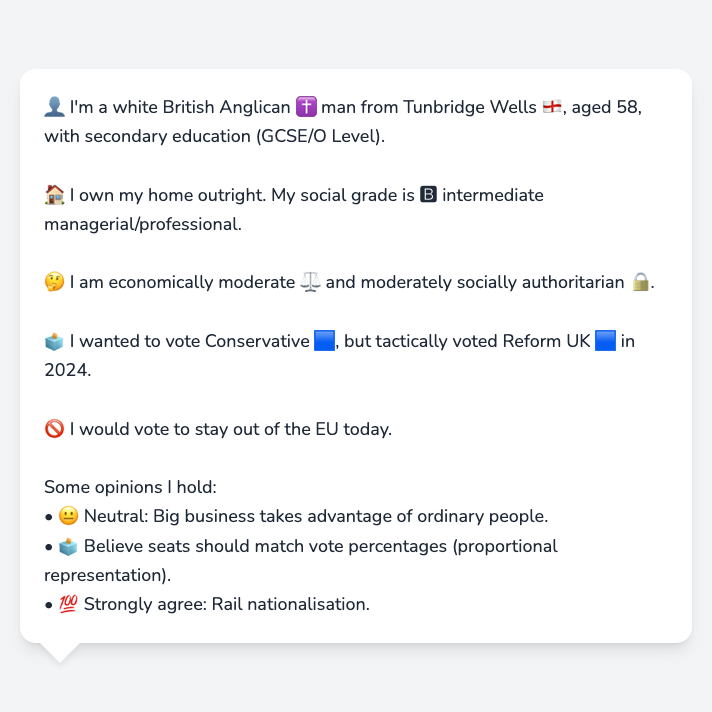 👤 I'm a white British Anglican ✝️ man from Tunbridge Wells 🏴󠁧󠁢󠁥󠁮󠁧󠁿, aged 58,
with secondary education (GCSE/O Level).
🏠 I own my home outright. My social grade is 🅱 intermediate
managerial/professional.
🤔 I am economically moderate ⚖️ and moderately socially authoritarian 🔒.
🗳️ I wanted to vote Conservative 🟦, but tactically voted Reform UK 🟦 in
2024.
🚫 I would vote to stay out of the EU today.
Some opinions I hold:
• 😐 Neutral: Big business takes advantage of ordinary people.
• 🗳️ Believe seats should match vote percentages (proportional
representation).
• 💯 Strongly agree: Rail nationalisation.